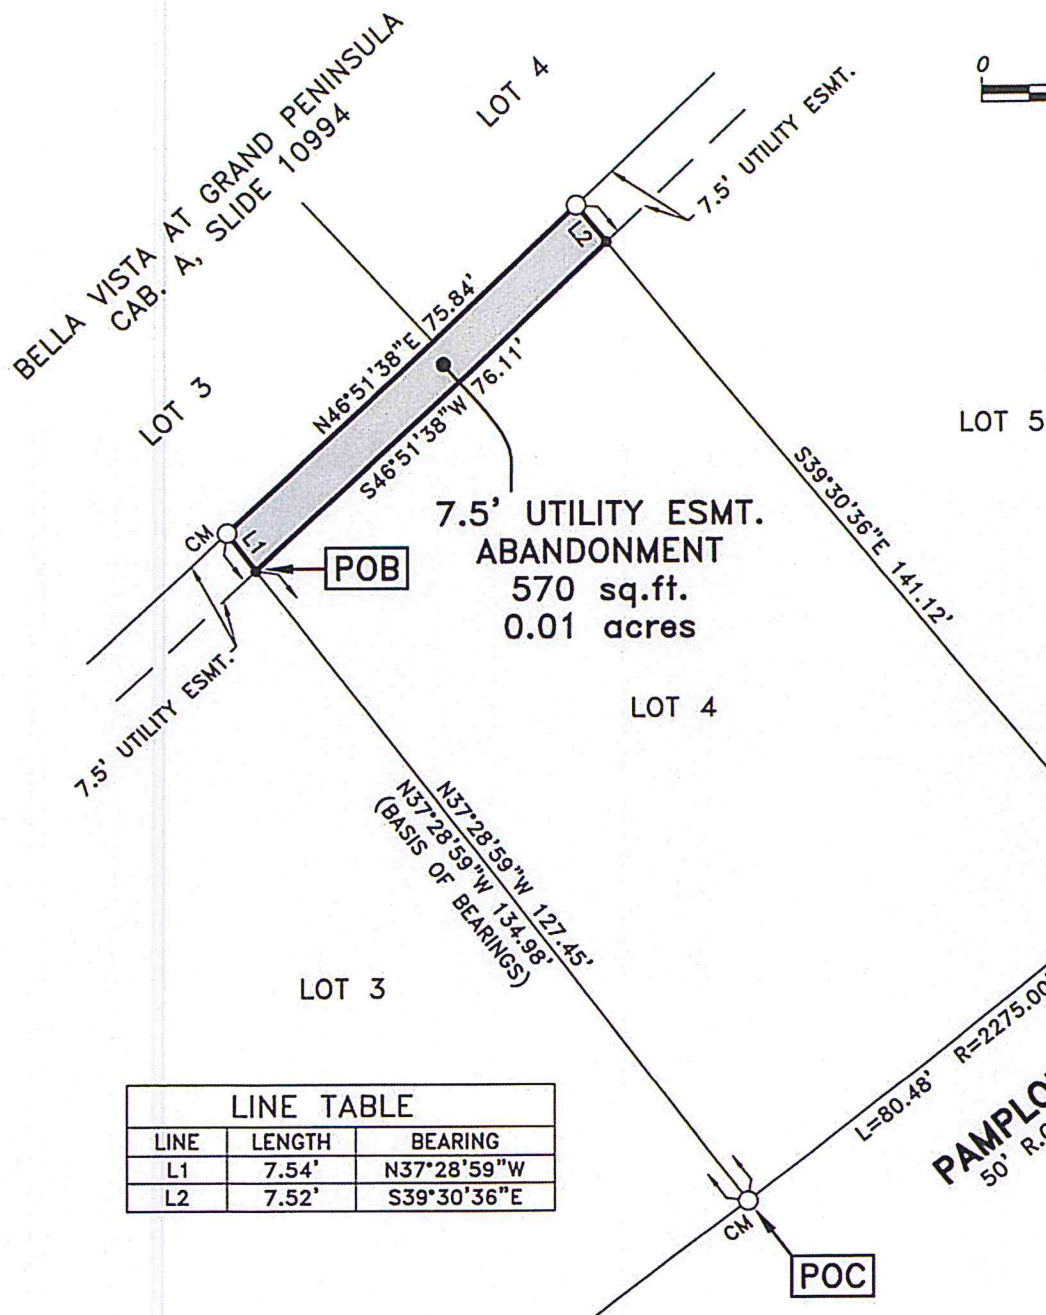 BELLA VISTA AT GRAND PENINSULA
CAB. A, SLIDE 10994
LOT 4
0
7.5' UTILITY ESMT.
L2
N46°51'38"E 75.84'
S46°51'38"W 76.11'
LOT 3
LOT 5
CM
L1
POB
7.5' UTILITY ESMT.
ABANDONMENT
570 sq.ft.
0.01 acres
S39°30'36"E 141.12'
7.5' UTILITY ESMT.
LOT 4
N37°28'59"W 127.45'
N37°28'59"W 134.98'
(BASIS OF BEARINGS)
LOT 3
L=80.48' R=2275.00'
PAMPLO
50' R.O
CM
POC
LINE TABLE
LINE LENGTH BEARING
L1 7.54' N37°28'59"W
L2 7.52' S39°30'36"E